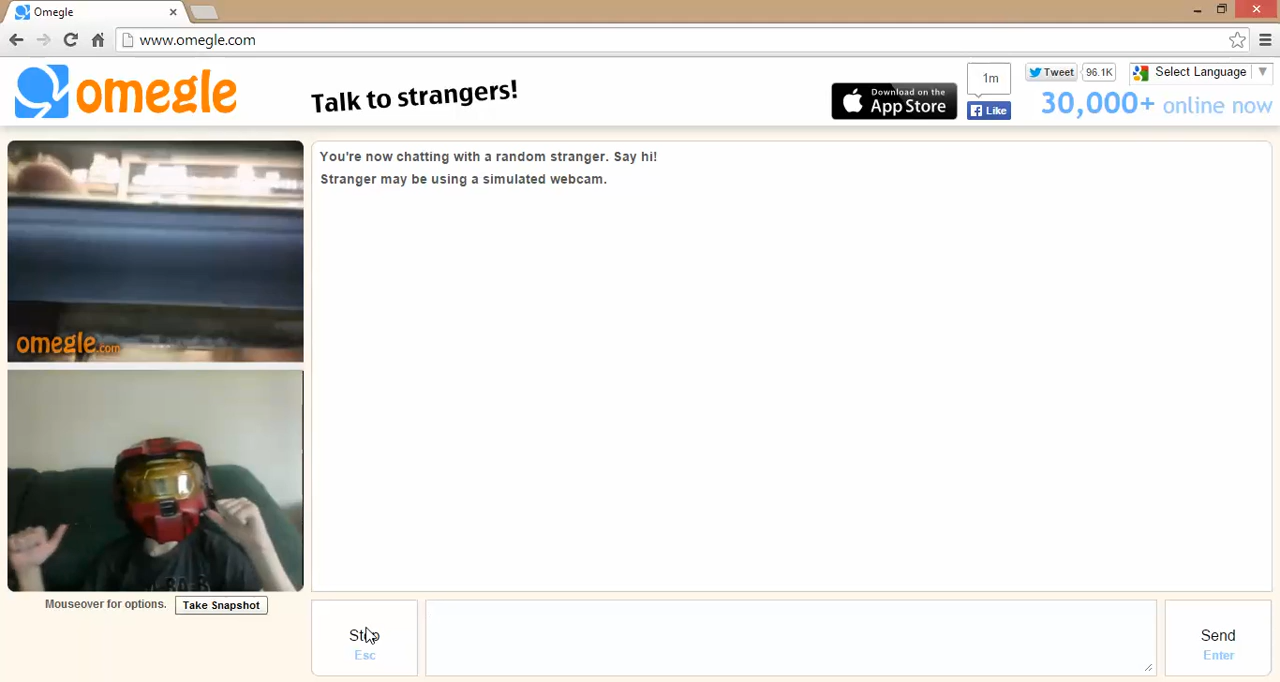 Omegle
www.omegle.com
omegle
Talk to strangers!
Download on the
App Store
1m
Like
Tweet
96.1K
Select Language
30,000+ online now
You're now chatting with a random stranger. Say hi!
Stranger may be using a simulated webcam.
omegle.com
Mouseover for options.
Take Snapshot
Stop
Esc
Send
Enter